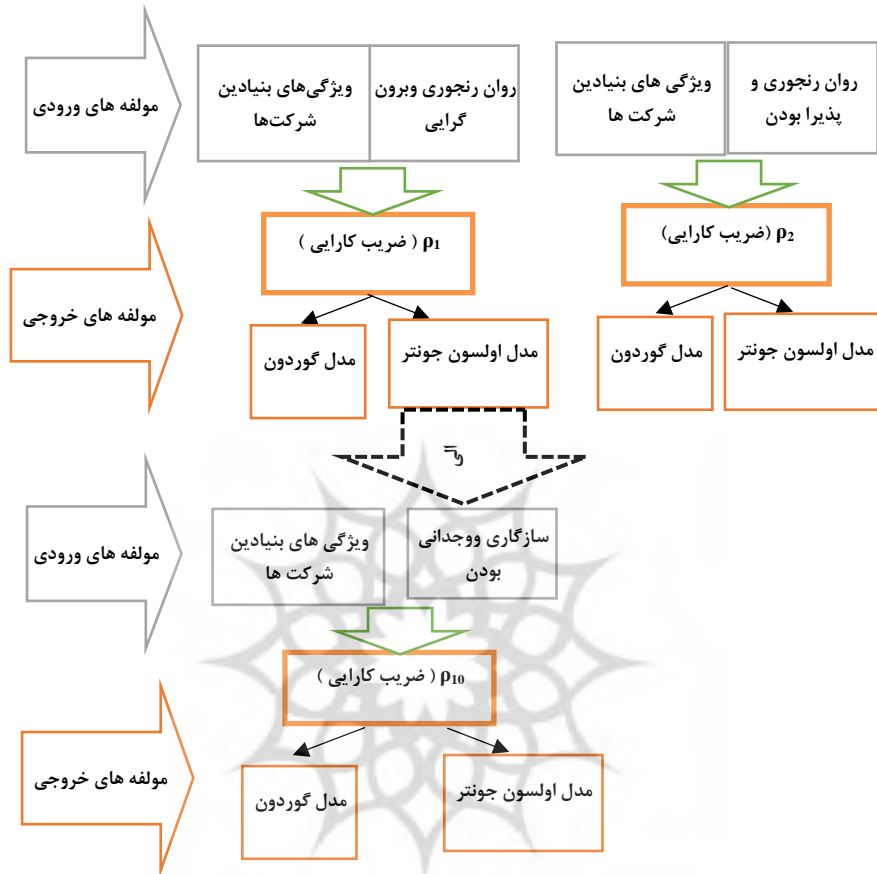 روان رنجوری و
پذیرا بودن
ویژگی های بنیادین
شرکت ها
روان رنجوری وبرون
گرایی
ویژگی‌های بنیادین
شرکت‌ها
مولفه های ورودی
ρ2 (ضریب کارایی)
ρ1 ( ضریب کارایی )
مدل اولسون جونتر
مدل گوردون
مدل اولسون جونتر
مدل گوردون
مولفه های خروجی
الی
سازگاری ووجدانی
بودن
ویژگی های بنیادین
شرکت ها
مولفه های ورودی
ρ10 ( ضریب کارایی )
مدل اولسون جونتر
مدل گوردون
مولفه های خروجی